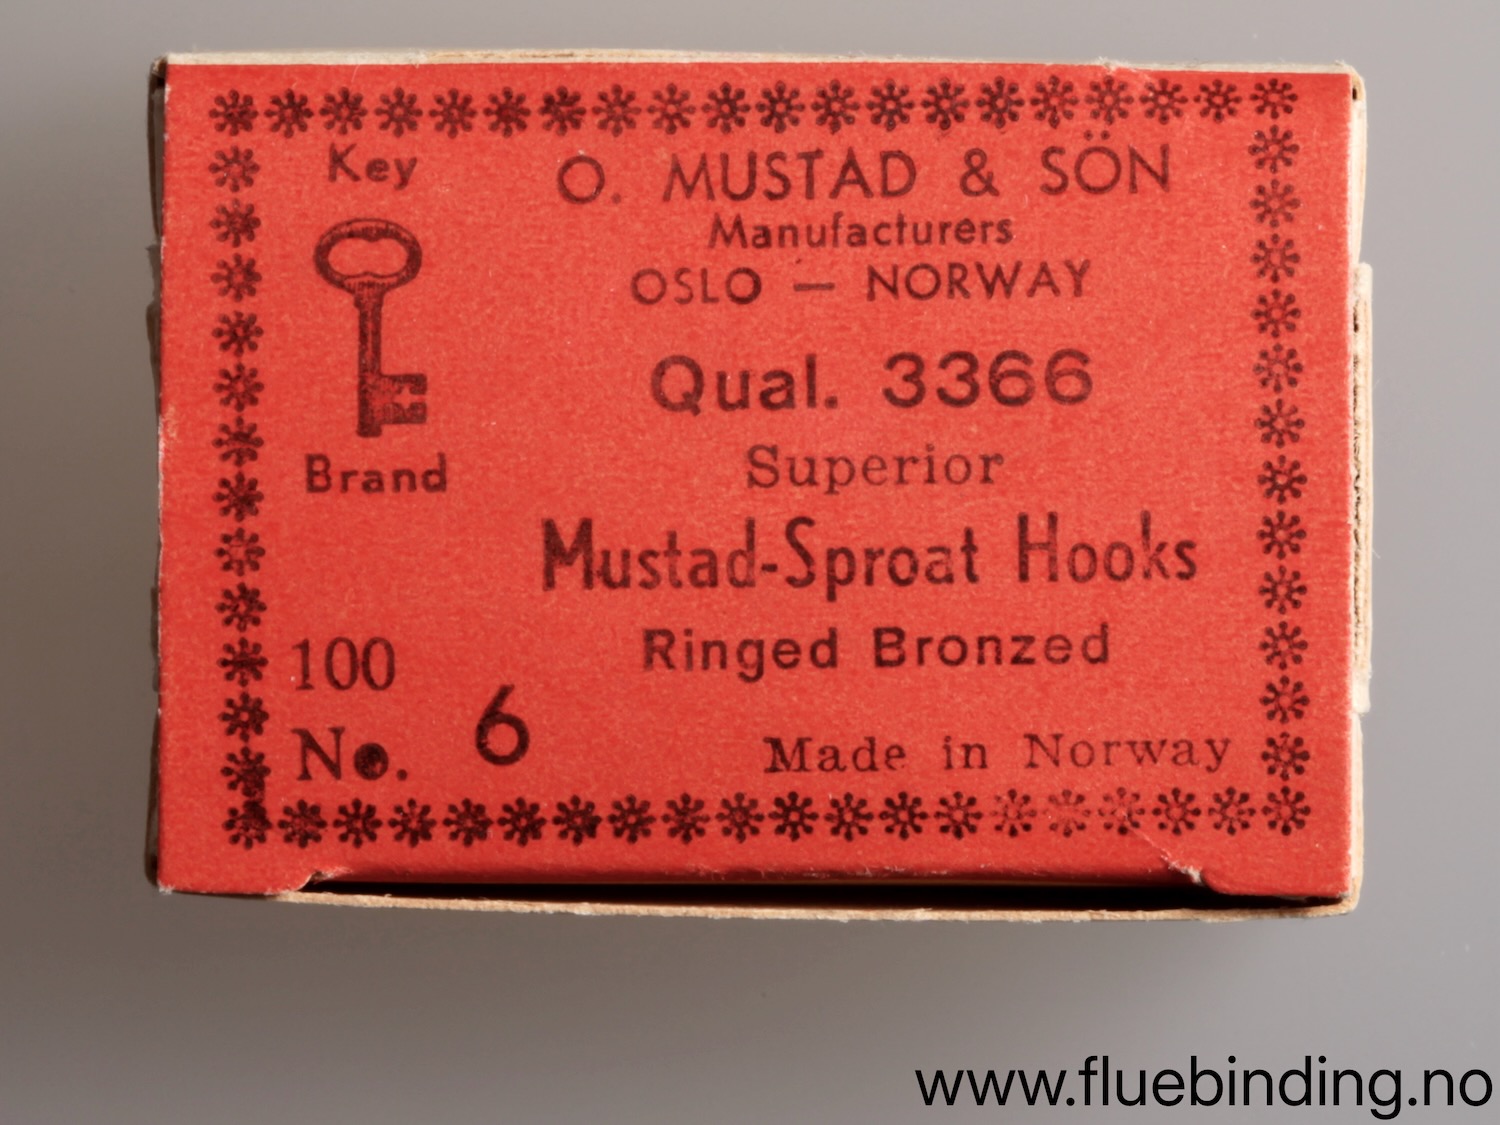 Key
Brand
O. MUSTAD & SÖN
Manufacturers
OSLO — NORWAY
Qual. 3366
Superior
Mustad-Sproat Hooks
Ringed Bronzed
100
No. 6
Made in Norway
www.fluebinding.no